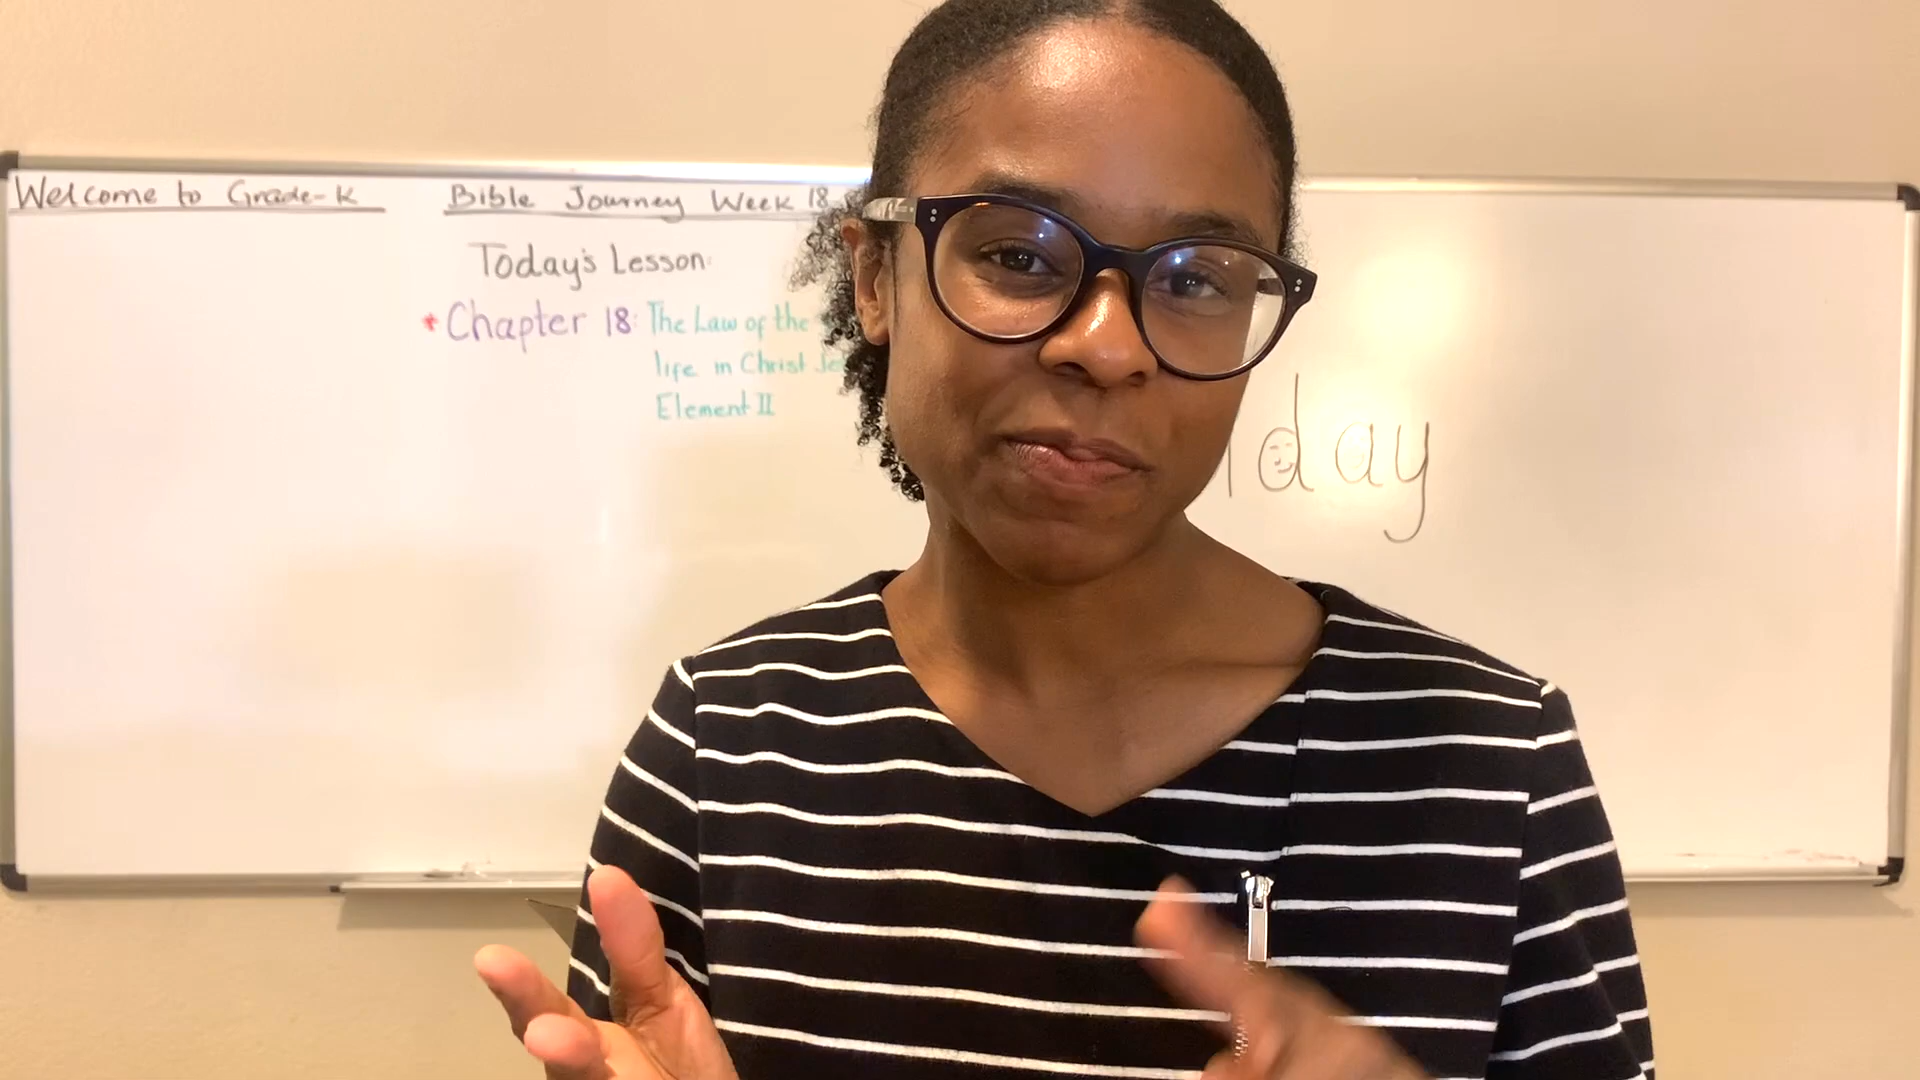 Welcome to Grade-K
Bible Journey Week 18
Today's Lesson:
* Chapter 18: The Law of the
life in Christ
Element II
day